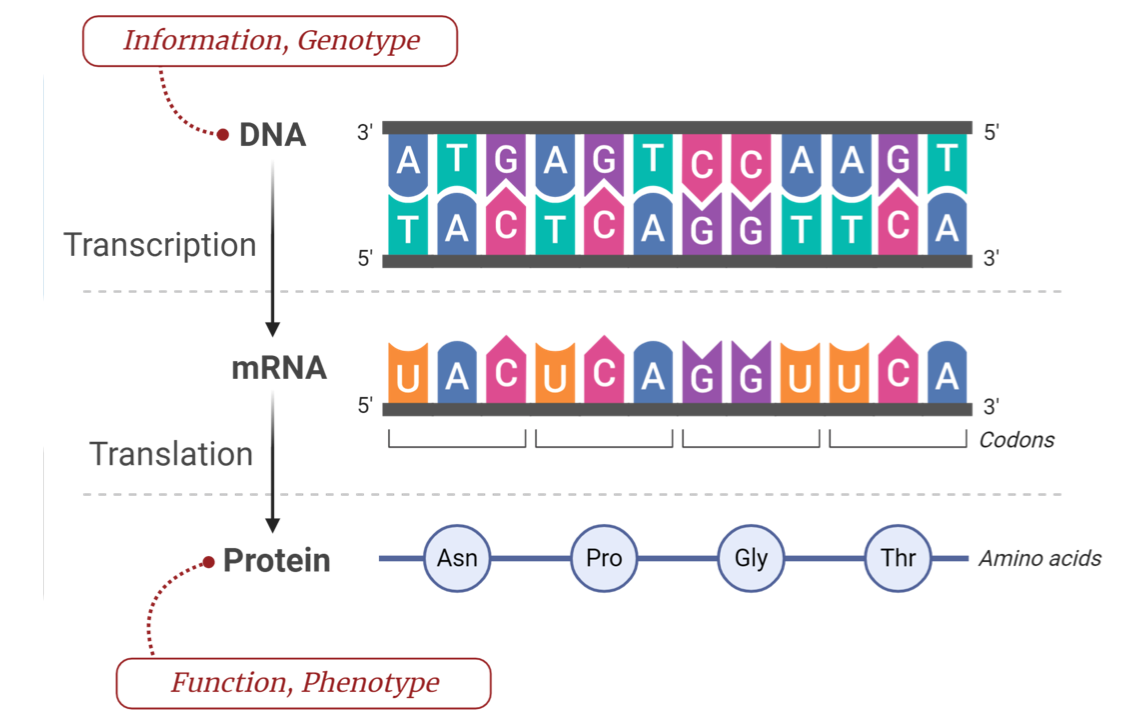 Information, Genotype
DNA
3'
A T G A G T C C A A G T
5'
T A C T C A G G T T C A
5'
3'
Transcription
mRNA
U A C U C A G G U U C A
5'
3'
Codons
Translation
Protein
Asn Pro Gly Thr
Amino acids
Function, Phenotype